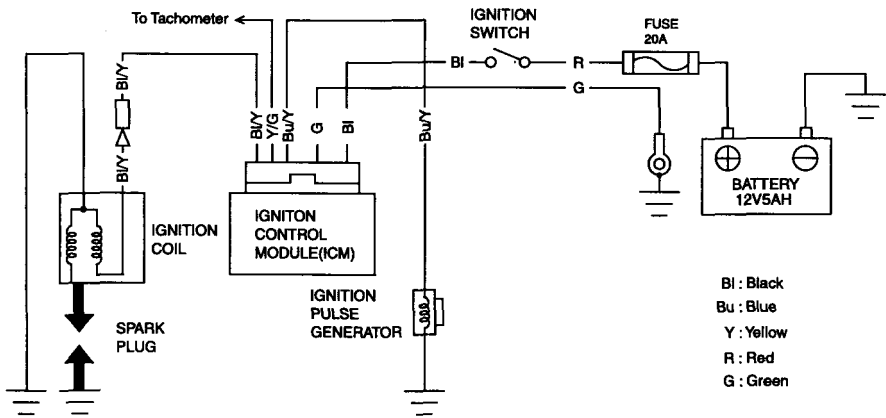 To Tachometer
IGNITION
SWITCH
FUSE
20A
Bl
R
G
Bl/Y
Bl/Y
Bl/Y
Y/G
Bu/Y
G
Bl
Bu/Y
IGNITION
COIL
IGNITON
CONTROL
MODULE(ICM)
BATTERY
12V5AH
IGNITION
PULSE
GENERATOR
SPARK
PLUG
Bl : Black
Bu : Blue
Y : Yellow
R : Red
G : Green